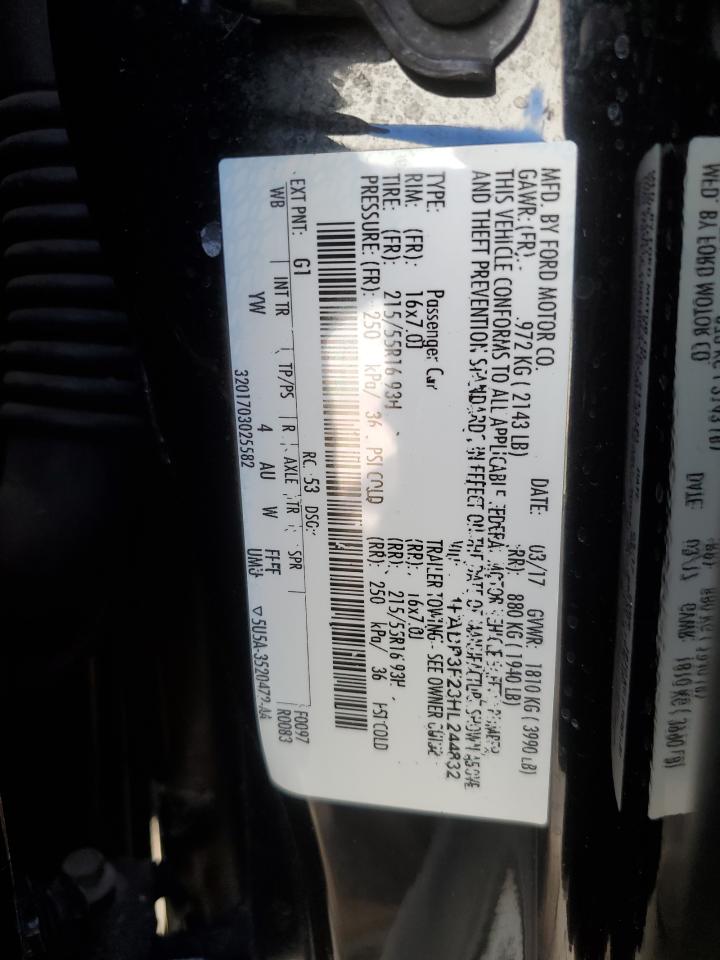 MFD. BY FORD MOTOR CO. DATE: 03/17 GVWR: 1810 KG ( 3990 LB)
GAWR: (FR): 972 KG ( 2143 LB) (RR): 880 KG ( 1940 LB)
THIS VEHICLE CONFORMS TO ALL APPLICABLE FEDERAL MOTOR VEHICLE SAFETY, BUMPER,
AND THEFT PREVENTION STANDARDS IN EFFECT ON THE DATE OF MANUFACTURE SHOWN ABOVE
VIN:
TYPE: Passenger Car TRAILER TOWING - SEE OWNER GUIDE
RIM: (FR): 16x7.0J (RR): 16x7.0J
TIRE: (FR): 215/55R16 93H (RR): 215/55R16 93H
PRESSURE: (FR): 250 kPa/ 36 PSI COLD (RR): 250 kPa/ 36 PSI COLD
RC: 53 DSO: F0097
EXT PNT: G1 R0083
WB INT TR TP/PS R AXLE TR SPR
YW 4 AU W
3201703025582 ▽ 5U5A-3520472-AA